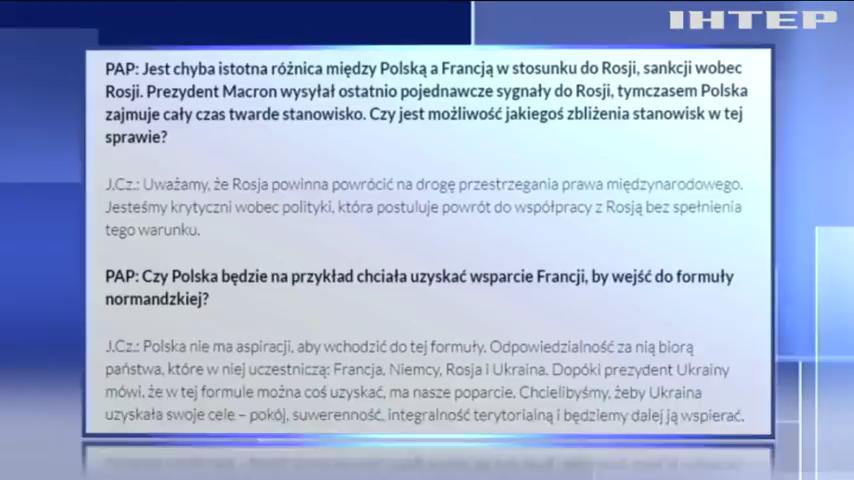 ІНТЕР
PAP: Jest chyba istotna różnica między Polską a Francją w stosunku do Rosji, sankcji wobec
Rosji. Prezydent Macron wysyłał ostatnio pojednawcze sygnały do Rosji, tymczasem Polska
zajmuje cały czas twarde stanowisko. Czy jest możliwość jakiegoś zbliżenia stanowisk w tej
sprawie?
J.Cz.: Uważamy, że Rosja powinna powrócić na drogę przestrzegania prawa międzynarodowego.
Jesteśmy krytyczni wobec polityki, która postuluje powrót do współpracy z Rosją bez spełnienia
tego warunku.
PAP: Czy Polska będzie na przykład chciała uzyskać wsparcie Francji, by wejść do formuły
normandzkiej?
J.Cz.: Polska nie ma aspiracji, aby wchodzić do tej formuły. Odpowiedzialność za nią biorą
państwa, które w niej uczestniczą: Francja, Niemcy, Rosja i Ukraina. Dopóki prezydent Ukrainy
mówi, że w tej formule można coś uzyskać, ma nasze poparcie. Chcielibyśmy, żeby Ukraina
uzyskała swoje cele – pokój, suwerenność, integralność terytorialną i będziemy dalej ją wspierać.